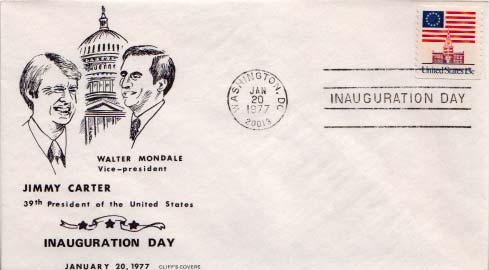 United States 13c
WASHINGTON, DC
JAN
20
1977
20013
INAUGURATION DAY
WALTER MONDALE
Vice-president
JIMMY CARTER
39th President of the United States
INAUGURATION DAY
JANUARY 20, 1977
CLIFF'S COVERS